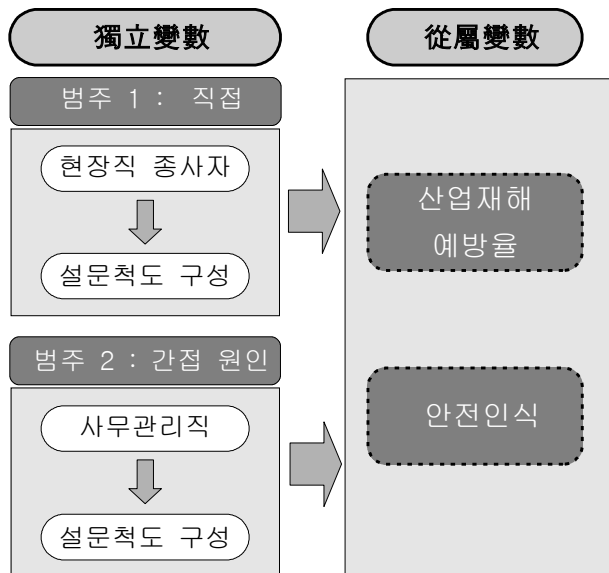 獨立變數
범주 1 : 직접
현장직 종사자
설문척도 구성
범주 2 : 간접 원인
사무관리직
설문척도 구성
從屬變數
산업재해
예방율
안전인식